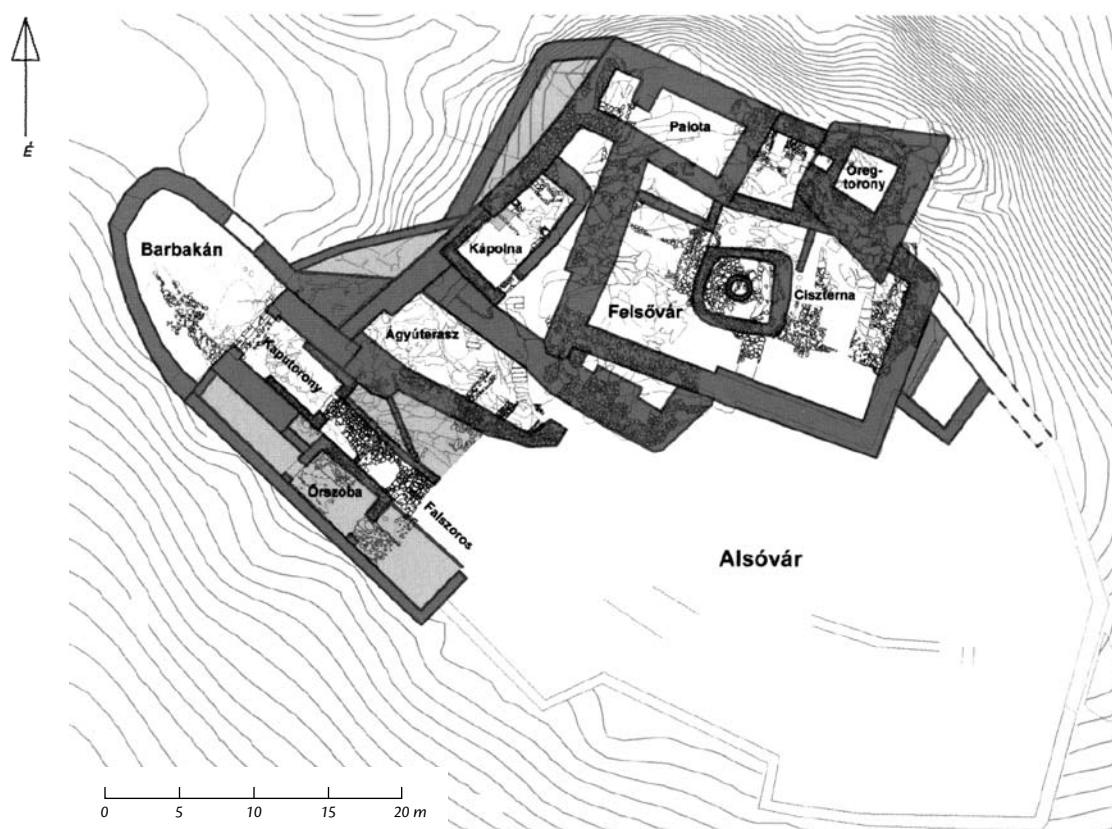 É
Palota
Öreg-
torony
Kápolna
Barbakán
Ciszterna
Felsővár
Ágyúterasz
Kaputorony
Őrszoba
Falszoros
Alsóvár
0 5 10 15 20 m